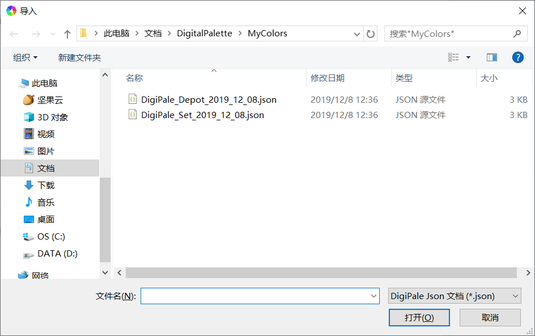 导入
此电脑 › 文档 › DigitalPalette › MyColors
搜索"MyColors"
组织 新建文件夹
名称 修改日期 类型 大小
DigiPale_Depot_2019_12_08.json 2019/12/8 12:36 JSON 源文件 3 KB
DigiPale_Set_2019_12_08.json 2019/12/8 12:36 JSON 源文件 3 KB
此电脑
坚果云
3D 对象
视频
图片
文档
下载
音乐
桌面
OS (C:)
DATA (D:)
网络
文件名(N):
DigiPale Json 文档 (*.json)
打开(O) 取消